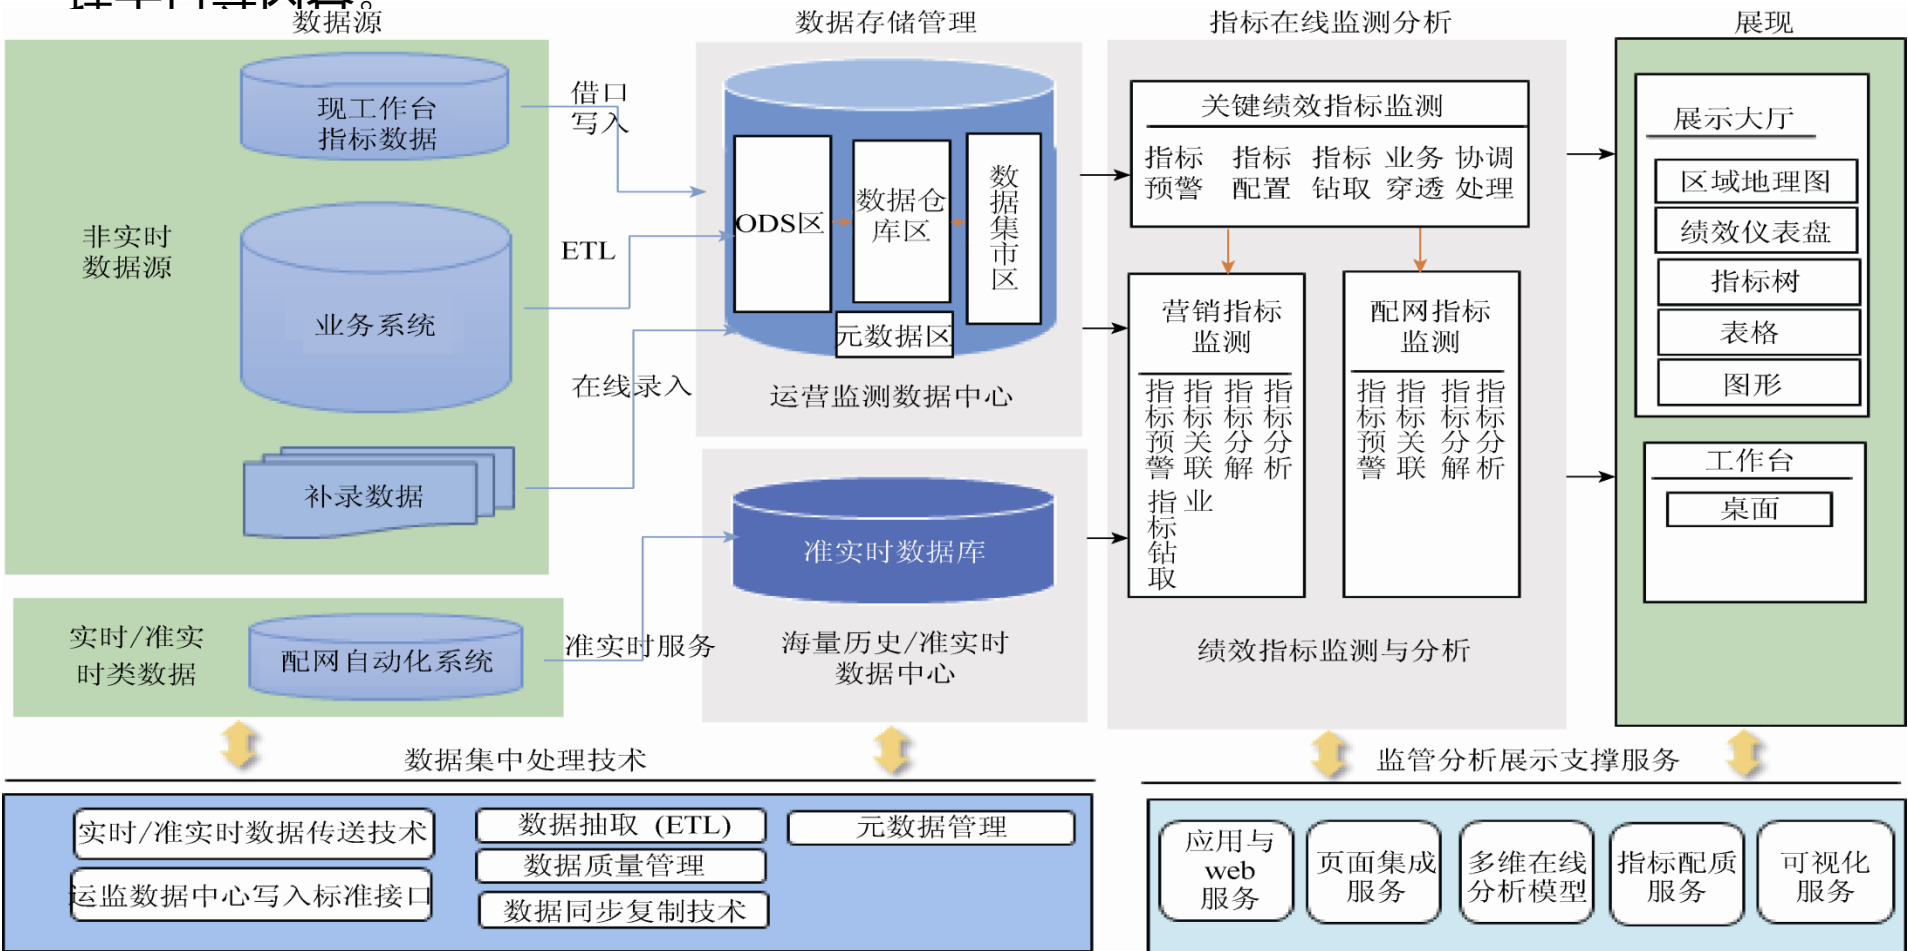 数据源
数据存储管理
指标在线监测分析
展现
非实时
数据源
现工作台
指标数据
业务系统
补录数据
实时/准实
时类数据
配网自动化系统
借口
写入
ETL
在线录入
准实时服务
ODS区
数据仓
库区
数据集市区
元数据区
运营监测数据中心
准实时数据库
海量历史/准实时
数据中心
关键绩效指标监测
指标
预警
指标
配置
指标
钻取
业务
穿透
协调
处理
营销指标
监测
指标预警
指标关联
指标分解
指标分析
指标钻取
业
配网指标
监测
指标预警
指标关联
指标分解
指标分析
绩效指标监测与分析
展示大厅
区域地理图
绩效仪表盘
指标树
表格
图形
工作台
桌面
数据集中处理技术
实时/准实时数据传送技术
运监数据中心写入标准接口
数据抽取 (ETL)
数据质量管理
数据同步复制技术
元数据管理
监管分析展示支撑服务
应用与
web
服务
页面集成
服务
多维在线
分析模型
指标配质
服务
可视化
服务